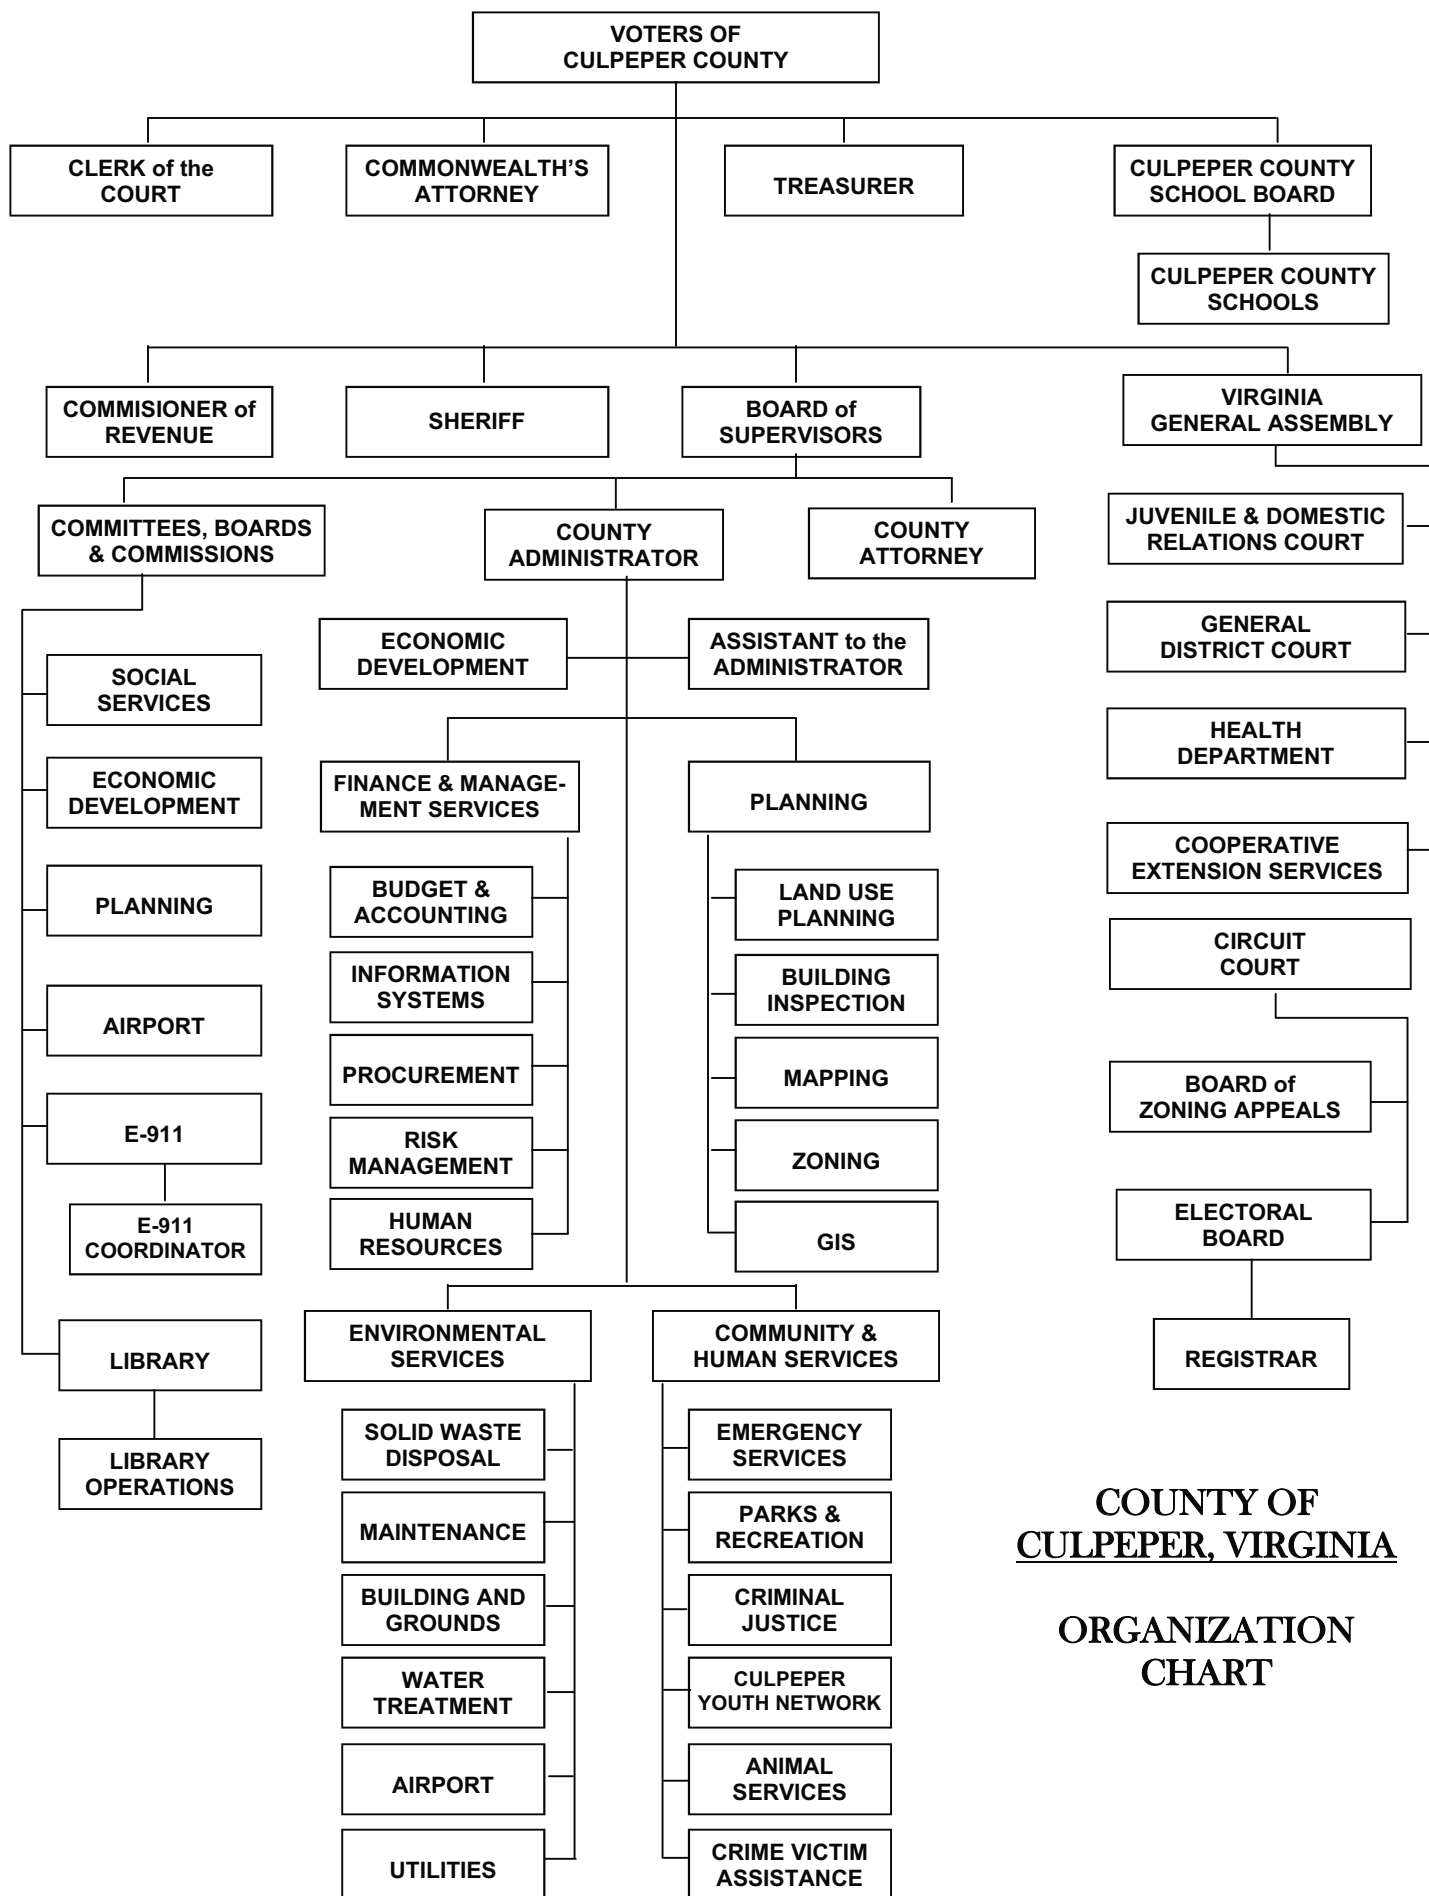 VOTERS OF
CULPEPER COUNTY
CLERK of the
COURT
COMMONWEALTH'S
ATTORNEY
TREASURER
CULPEPER COUNTY
SCHOOL BOARD
CULPEPER COUNTY
SCHOOLS
COMMISIONER of
REVENUE
SHERIFF
BOARD of
SUPERVISORS
VIRGINIA
GENERAL ASSEMBLY
COMMITTEES, BOARDS
& COMMISSIONS
COUNTY
ADMINISTRATOR
COUNTY
ATTORNEY
JUVENILE & DOMESTIC
RELATIONS COURT
GENERAL
DISTRICT COURT
HEALTH
DEPARTMENT
COOPERATIVE
EXTENSION SERVICES
CIRCUIT
COURT
BOARD of
ZONING APPEALS
ELECTORAL
BOARD
REGISTRAR
SOCIAL
SERVICES
ECONOMIC
DEVELOPMENT
PLANNING
AIRPORT
E-911
E-911
COORDINATOR
LIBRARY
LIBRARY
OPERATIONS
ECONOMIC
DEVELOPMENT
ASSISTANT to the
ADMINISTRATOR
FINANCE & MANAGE-
MENT SERVICES
BUDGET &
ACCOUNTING
INFORMATION
SYSTEMS
PROCUREMENT
RISK
MANAGEMENT
HUMAN
RESOURCES
PLANNING
LAND USE
PLANNING
BUILDING
INSPECTION
MAPPING
ZONING
GIS
ENVIRONMENTAL
SERVICES
SOLID WASTE
DISPOSAL
MAINTENANCE
BUILDING AND
GROUNDS
WATER
TREATMENT
AIRPORT
UTILITIES
COMMUNITY &
HUMAN SERVICES
EMERGENCY
SERVICES
PARKS &
RECREATION
CRIMINAL
JUSTICE
CULPEPER
YOUTH NETWORK
ANIMAL
SERVICES
CRIME VICTIM
ASSISTANCE
COUNTY OF
CULPEPER, VIRGINIA
ORGANIZATION
CHART